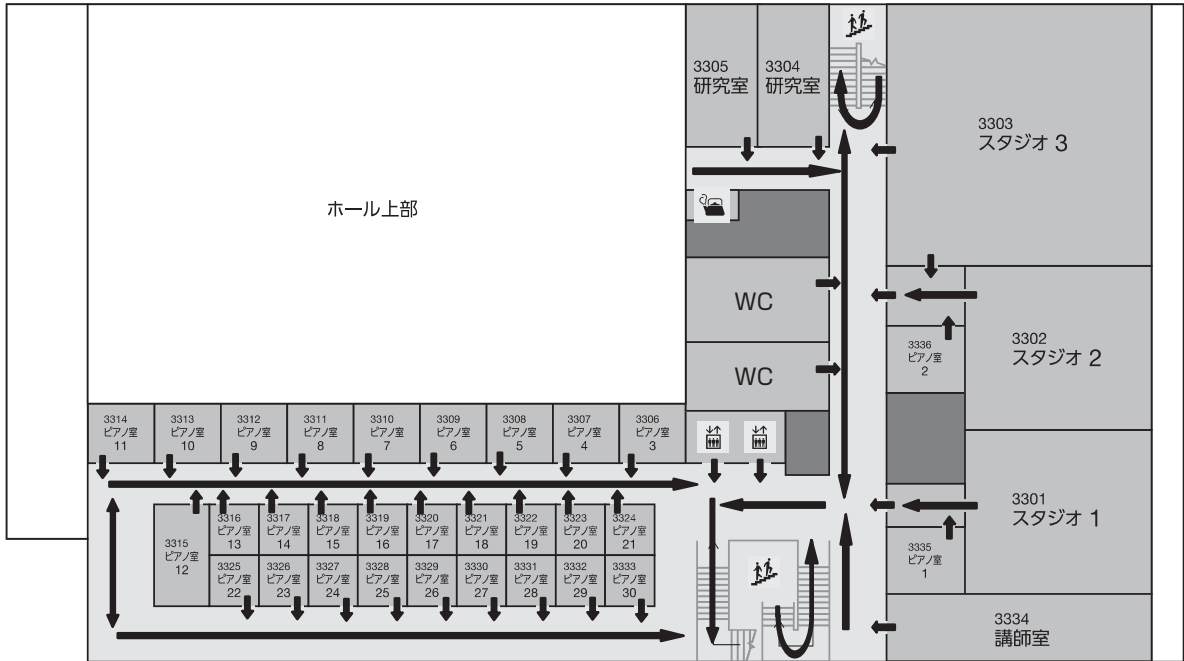 3305
研究室
3304
研究室
3303
スタジオ 3
ホール上部
WC
WC
3336
ピアノ室
2
3302
スタジオ 2
3314
ピアノ室
11
3313
ピアノ室
10
3312
ピアノ室
9
3311
ピアノ室
8
3310
ピアノ室
7
3309
ピアノ室
6
3308
ピアノ室
5
3307
ピアノ室
4
3306
ピアノ室
3
3315
ピアノ室
12
3316
ピアノ室
13
3317
ピアノ室
14
3318
ピアノ室
15
3319
ピアノ室
16
3320
ピアノ室
17
3321
ピアノ室
18
3322
ピアノ室
19
3323
ピアノ室
20
3324
ピアノ室
21
3325
ピアノ室
22
3326
ピアノ室
23
3327
ピアノ室
24
3328
ピアノ室
25
3329
ピアノ室
26
3330
ピアノ室
27
3331
ピアノ室
28
3332
ピアノ室
29
3333
ピアノ室
30
3301
スタジオ 1
3335
ピアノ室
1
3334
講師室